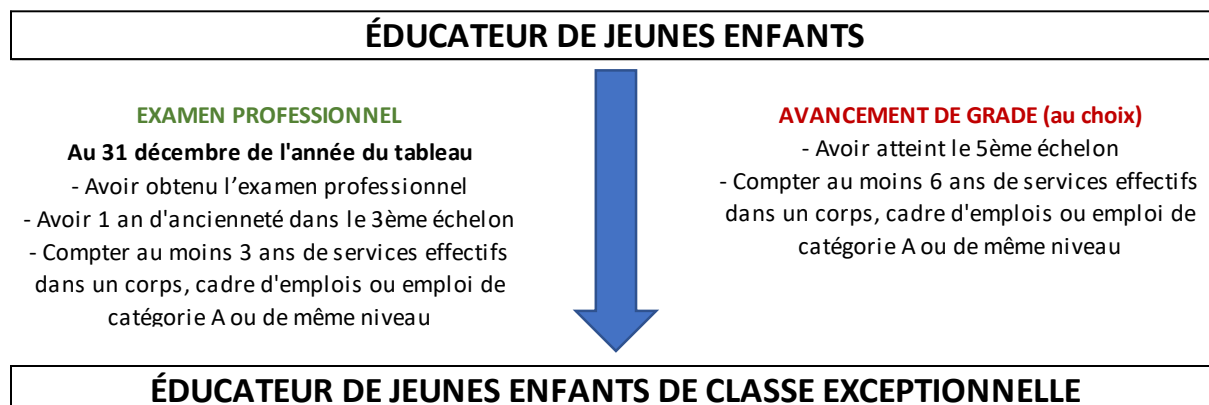 ÉDUCATEUR DE JEUNES ENFANTS
EXAMEN PROFESSIONNEL
Au 31 décembre de l'année du tableau
- Avoir obtenu l’examen professionnel
- Avoir 1 an d'ancienneté dans le 3ème échelon
- Compter au moins 3 ans de services effectifs
dans un corps, cadre d'emplois ou emploi de
catégorie A ou de même niveau
AVANCEMENT DE GRADE (au choix)
- Avoir atteint le 5ème échelon
- Compter au moins 6 ans de services effectifs
dans un corps, cadre d'emplois ou emploi de
catégorie A ou de même niveau
ÉDUCATEUR DE JEUNES ENFANTS DE CLASSE EXCEPTIONNELLE